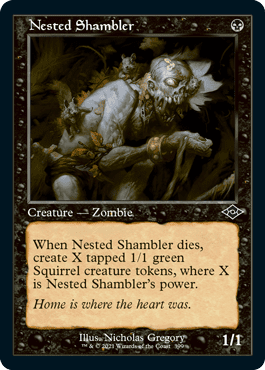 Nested Shambler
Creature — Zombie
When Nested Shambler dies,
create X tapped 1/1 green
Squirrel creature tokens, where X
is Nested Shambler's power.
Home is where the heart was.
Illus. Nicholas Gregory
™ & © 2021 Wizards of the Coast
1/1